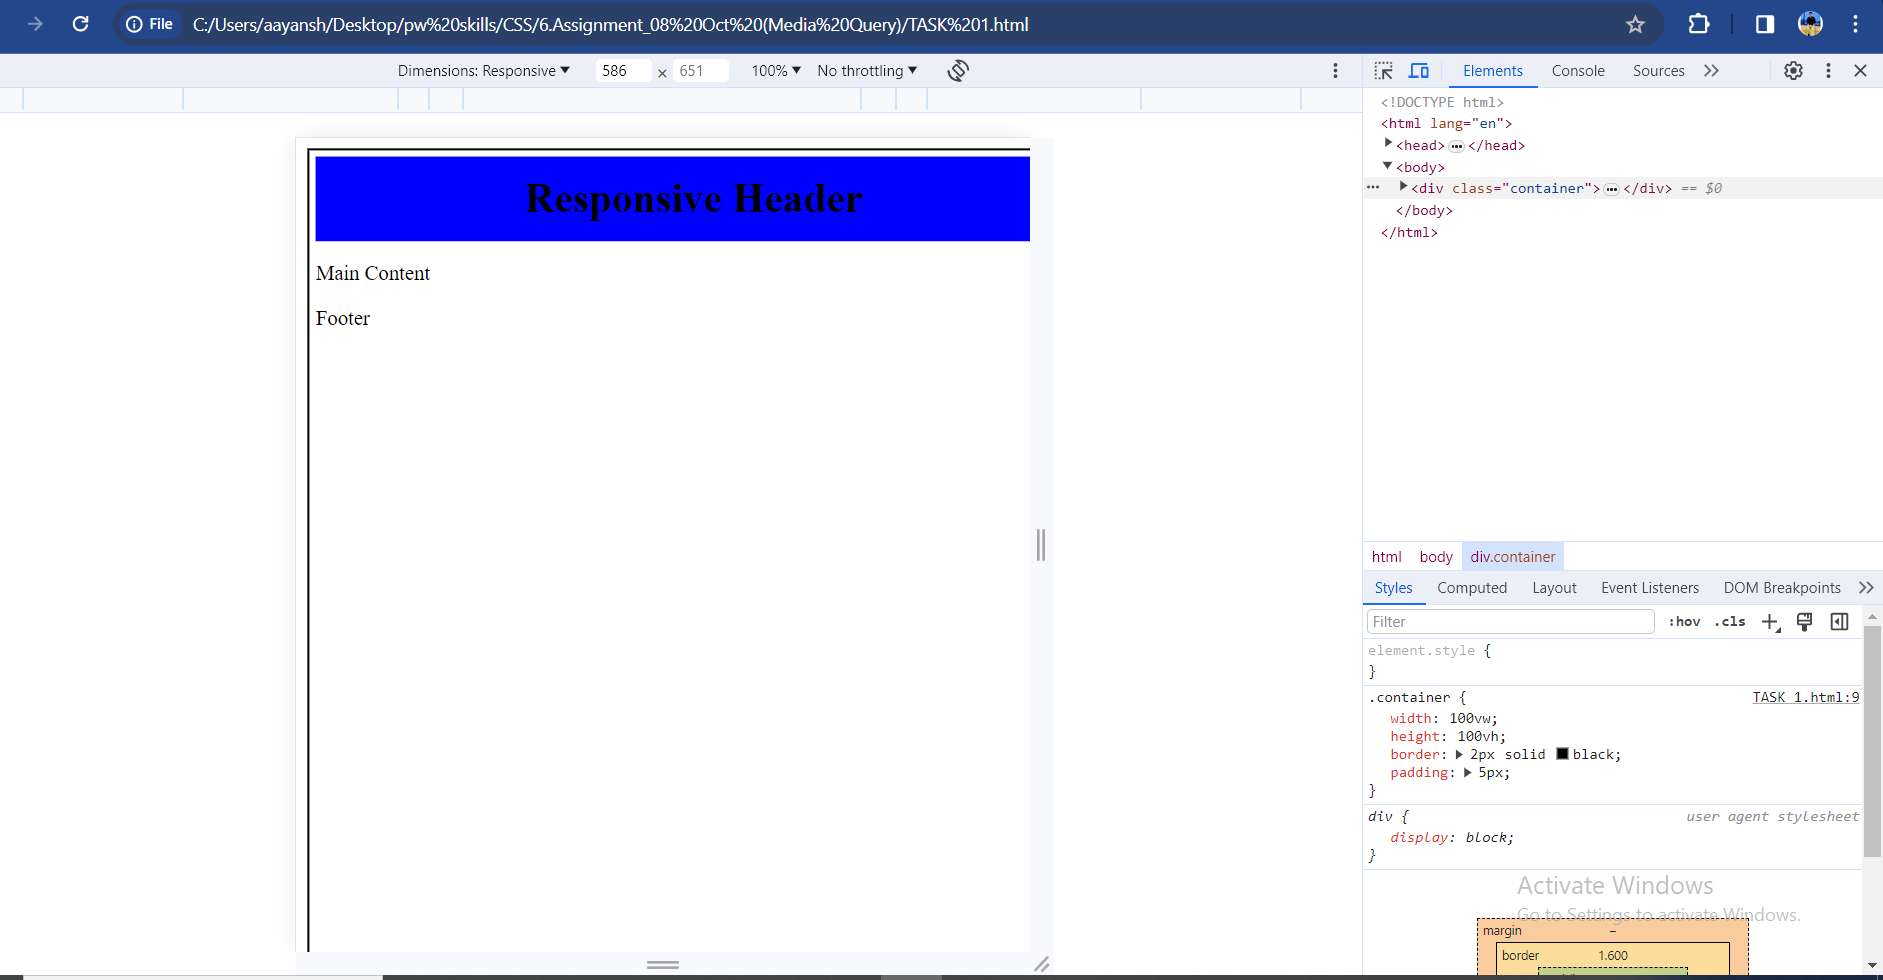 File C:/Users/aayansh/Desktop/pw%20skills/CSS/6.Assignment_08%20Oct%20(Media%20Query)/TASK%201.html
Dimensions: Responsive 586 × 651 100% No throttling
Elements Console Sources
<!DOCTYPE html>
<html lang="en">
<head> ••• </head>
<body>
••• <div class="container"> ••• </div> == $0
</body>
</html>
Responsive Header
Main Content
Footer
html body div.container
Styles Computed Layout Event Listeners DOM Breakpoints
Filter :hov .cls
element.style {
}
.container { TASK 1.html:9
width: 100vw;
height: 100vh;
border: 2px solid black;
padding: 5px;
}
div { user agent stylesheet
display: block;
}
Activate Windows
Go to Settings to activate Windows.
margin –
border 1.600